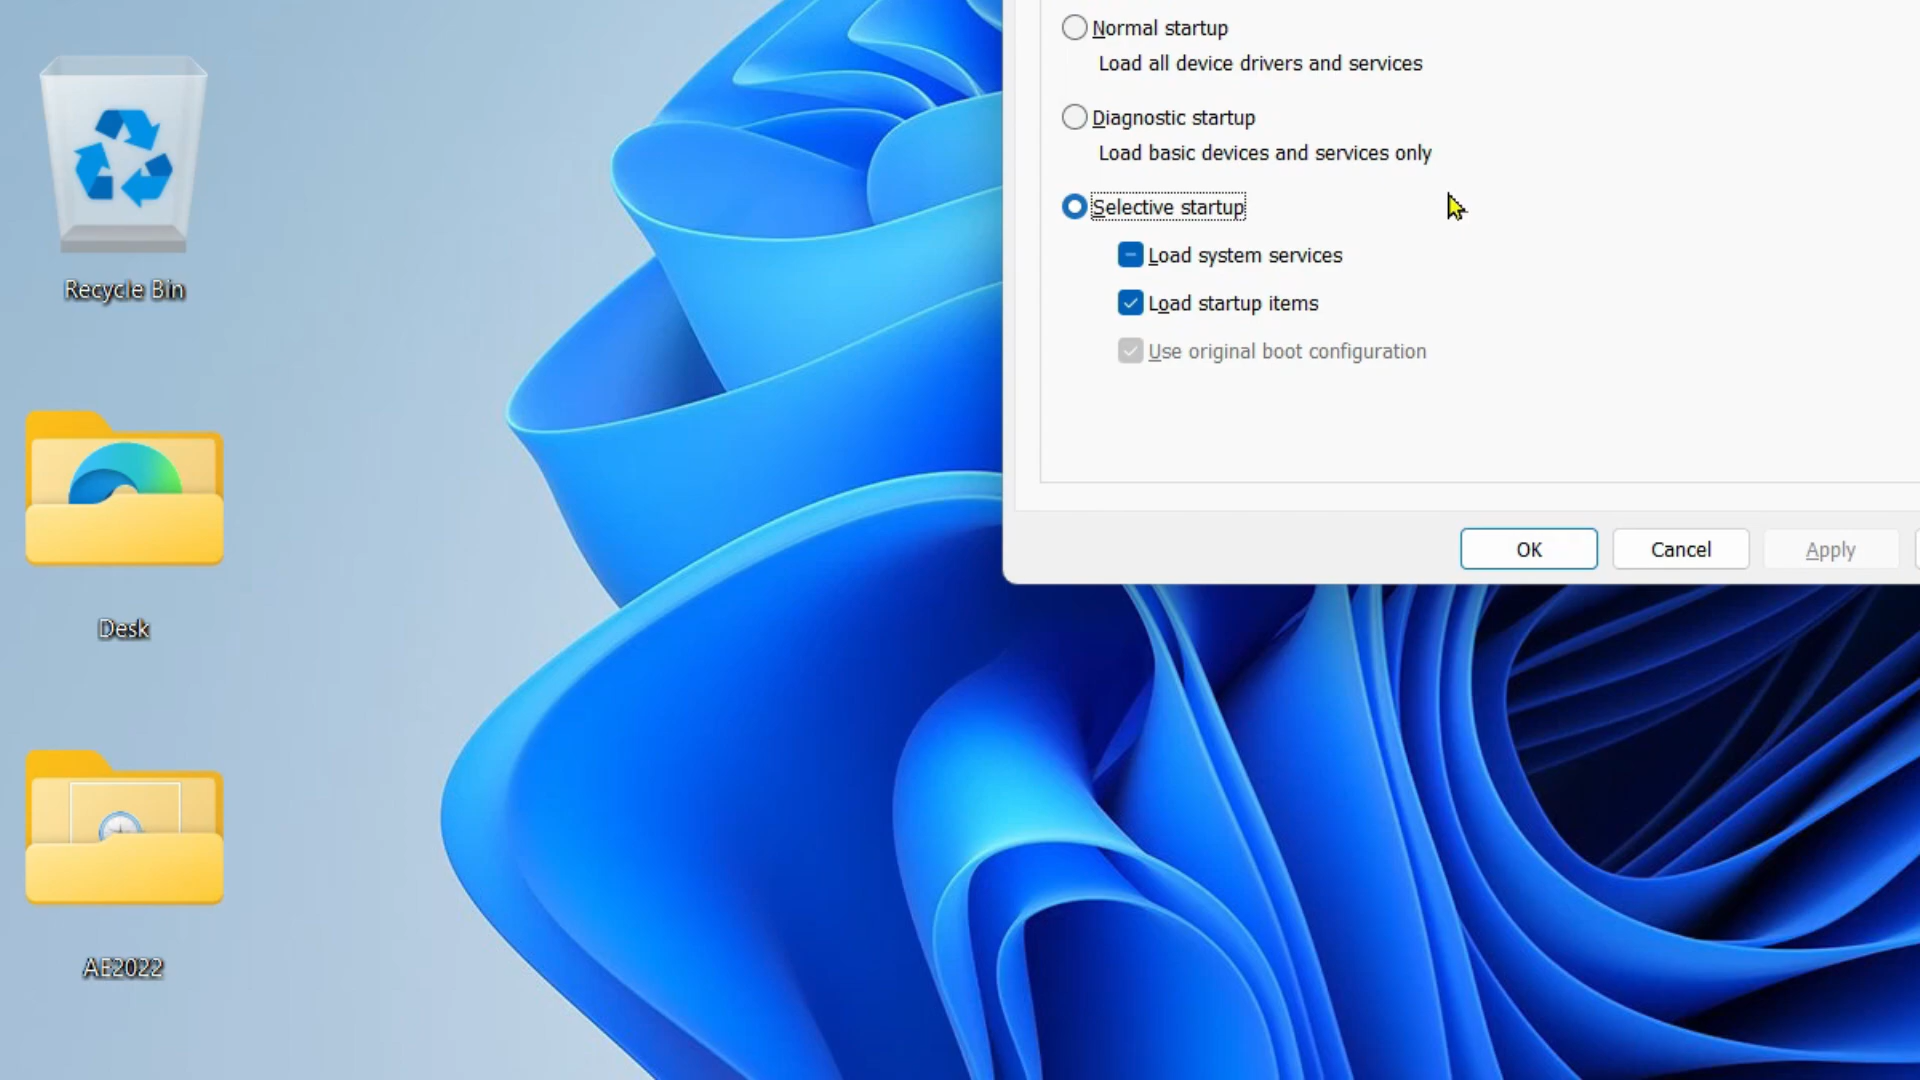 Normal startup
Load all device drivers and services
Diagnostic startup
Load basic devices and services only
Selective startup
Load system services
Load startup items
Use original boot configuration
OK
Cancel
Apply
Recycle Bin
Desk
AE2022